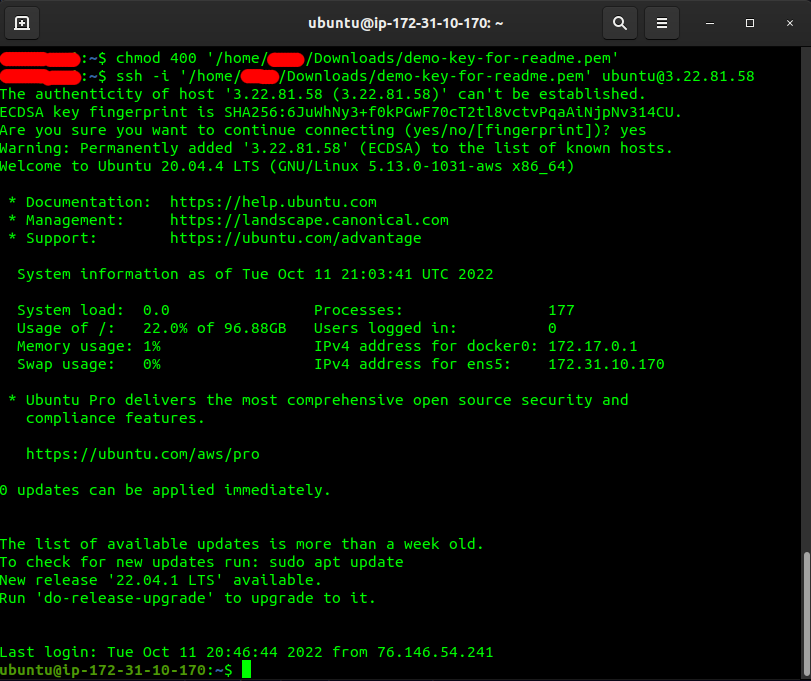 ubuntu@ip-172-31-10-170: ~
:~$ chmod 400 '/home/ /Downloads/demo-key-for-readme.pem'
:~$ ssh -i '/home/ /Downloads/demo-key-for-readme.pem' ubuntu@3.22.81.58
The authenticity of host '3.22.81.58 (3.22.81.58)' can't be established.
ECDSA key fingerprint is SHA256:6JuWhNy3+f0kPGwF70cT2tl8vctvPqaAiNjpNv314CU.
Are you sure you want to continue connecting (yes/no/[fingerprint])? yes
Warning: Permanently added '3.22.81.58' (ECDSA) to the list of known hosts.
Welcome to Ubuntu 20.04.4 LTS (GNU/Linux 5.13.0-1031-aws x86_64)
* Documentation: https://help.ubuntu.com
* Management: https://landscape.canonical.com
* Support: https://ubuntu.com/advantage
System information as of Tue Oct 11 21:03:41 UTC 2022
System load: 0.0 Processes: 177
Usage of /: 22.0% of 96.88GB Users logged in: 0
Memory usage: 1% IPv4 address for docker0: 172.17.0.1
Swap usage: 0% IPv4 address for ens5: 172.31.10.170
* Ubuntu Pro delivers the most comprehensive open source security and
compliance features.
https://ubuntu.com/aws/pro
0 updates can be applied immediately.
The list of available updates is more than a week old.
To check for new updates run: sudo apt update
New release '22.04.1 LTS' available.
Run 'do-release-upgrade' to upgrade to it.
Last login: Tue Oct 11 20:46:44 2022 from 76.146.54.241
ubuntu@ip-172-31-10-170:~$